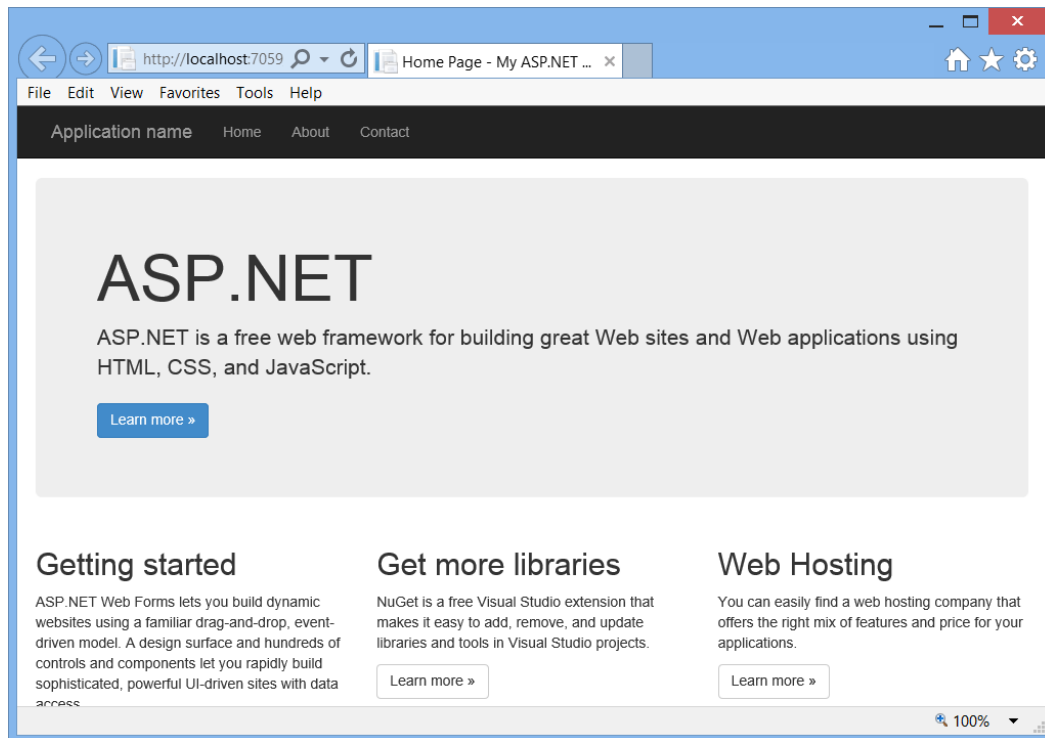 http://localhost:7059
Home Page - My ASP.NET ...
File Edit View Favorites Tools Help
Application name Home About Contact
ASP.NET
ASP.NET is a free web framework for building great Web sites and Web applications using
HTML, CSS, and JavaScript.
Learn more »
Getting started
ASP.NET Web Forms lets you build dynamic
websites using a familiar drag-and-drop, event-
driven model. A design surface and hundreds of
controls and components let you rapidly build
sophisticated, powerful UI-driven sites with data
access.
Get more libraries
NuGet is a free Visual Studio extension that
makes it easy to add, remove, and update
libraries and tools in Visual Studio projects.
Learn more »
Web Hosting
You can easily find a web hosting company that
offers the right mix of features and price for your
applications.
Learn more »
100%